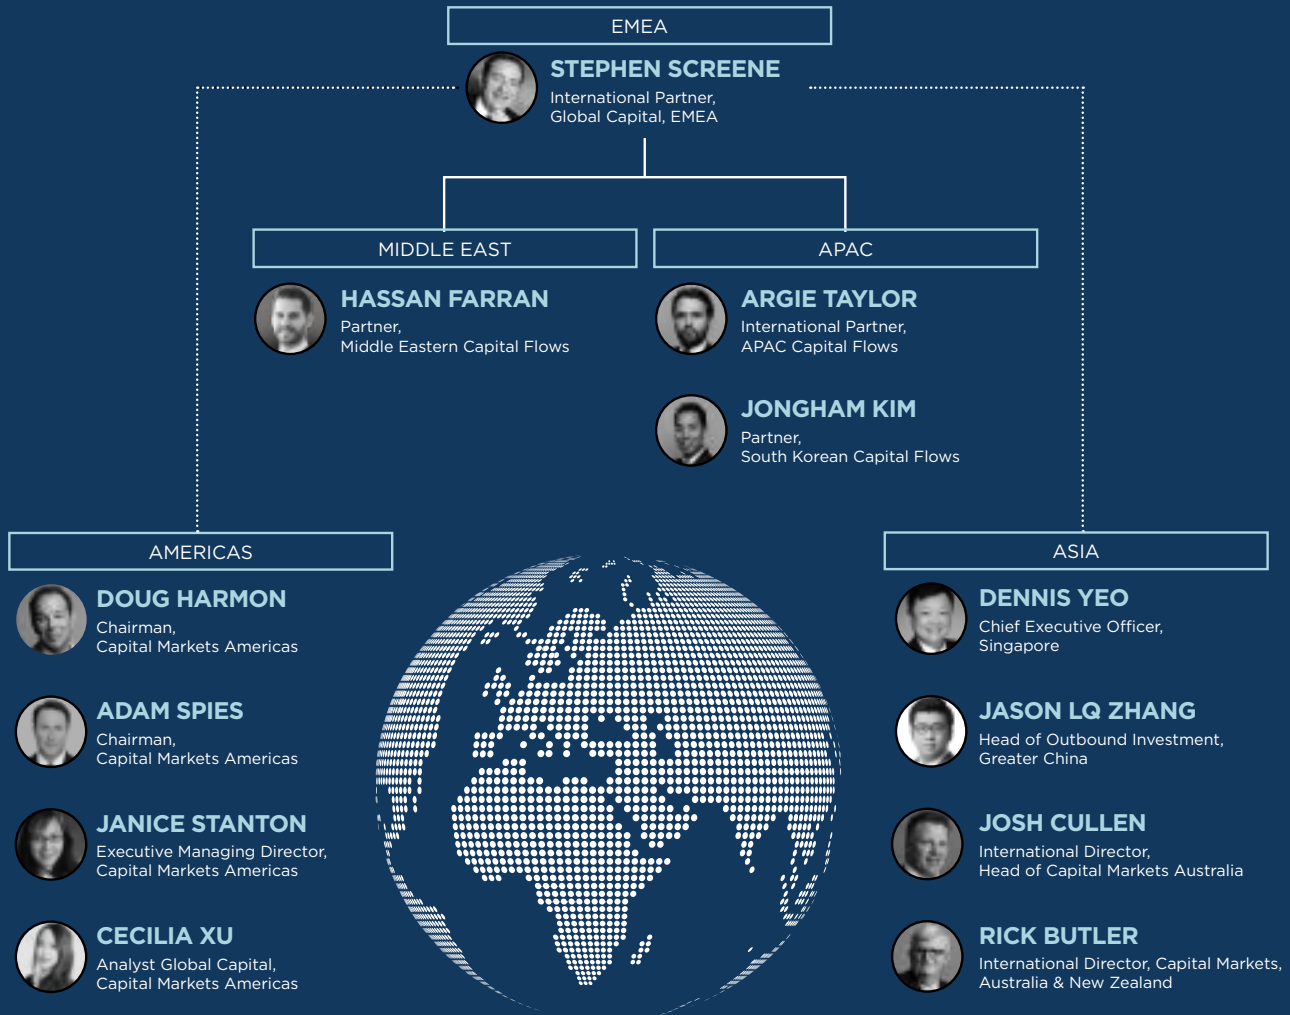 EMEA
STEPHEN SCREENE
International Partner,
Global Capital, EMEA
MIDDLE EAST
HASSAN FARRAN
Partner,
Middle Eastern Capital Flows
APAC
ARGIE TAYLOR
International Partner,
APAC Capital Flows
JONGHAM KIM
Partner,
South Korean Capital Flows
AMERICAS
DOUG HARMON
Chairman,
Capital Markets Americas
ADAM SPIES
Chairman,
Capital Markets Americas
JANICE STANTON
Executive Managing Director,
Capital Markets Americas
CECILIA XU
Analyst Global Capital,
Capital Markets Americas
ASIA
DENNIS YEO
Chief Executive Officer,
Singapore
JASON LQ ZHANG
Head of Outbound Investment,
Greater China
JOSH CULLEN
International Director,
Head of Capital Markets Australia
RICK BUTLER
International Director, Capital Markets,
Australia & New Zealand